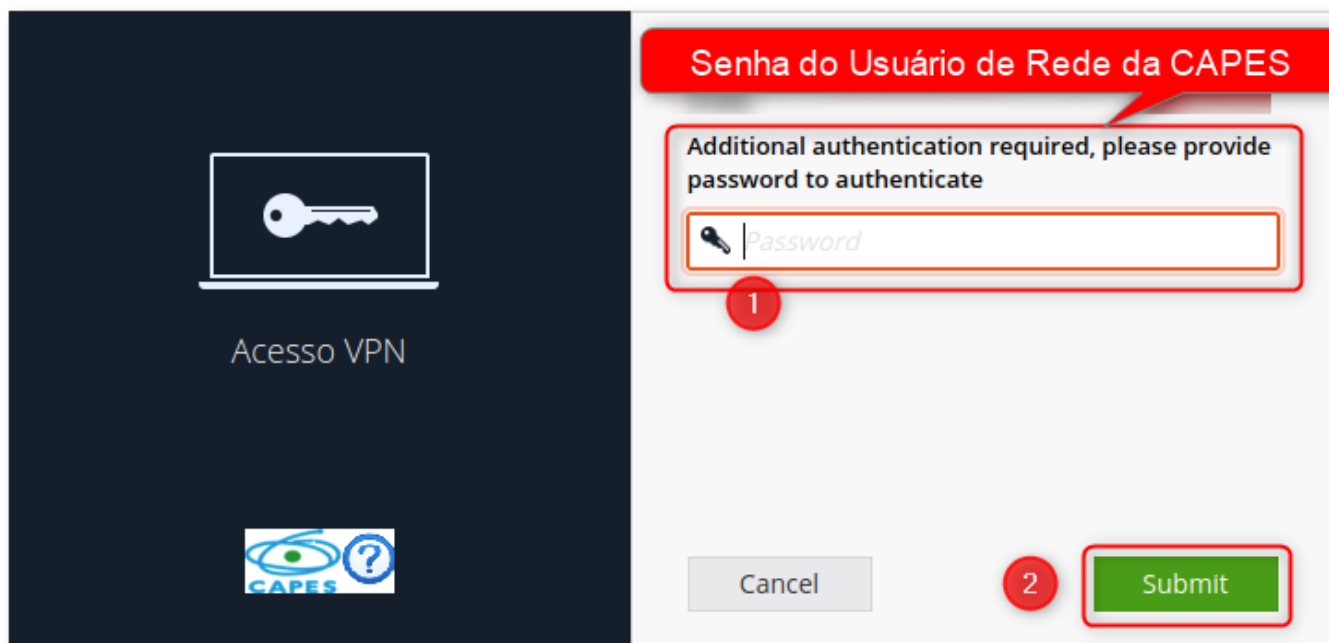 Senha do Usuário de Rede da CAPES
Additional authentication required, please provide
password to authenticate
Password
1
Acesso VPN
?
CAPES
Cancel
2
Submit